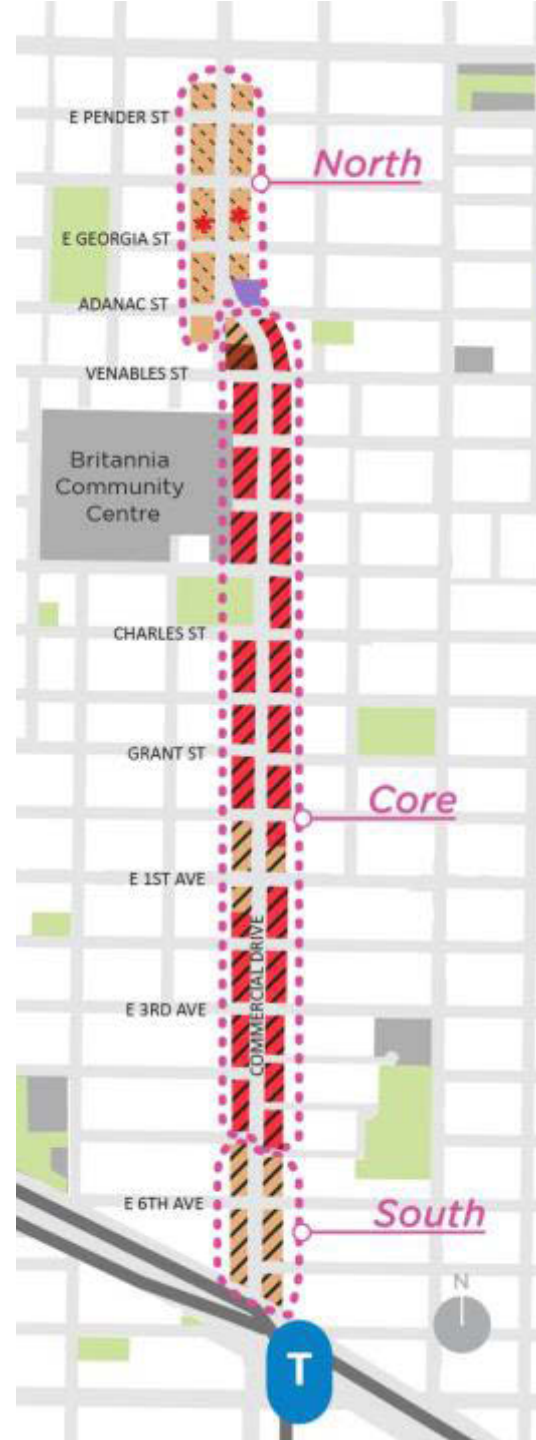 E PENDER ST
North
E GEORGIA ST
ADANAC ST
VENABLES ST
Britannia
Community
Centre
CHARLES ST
GRANT ST
Core
E 1ST AVE
COMMERCIAL DRIVE
E 3RD AVE
E 6TH AVE
South
N
T